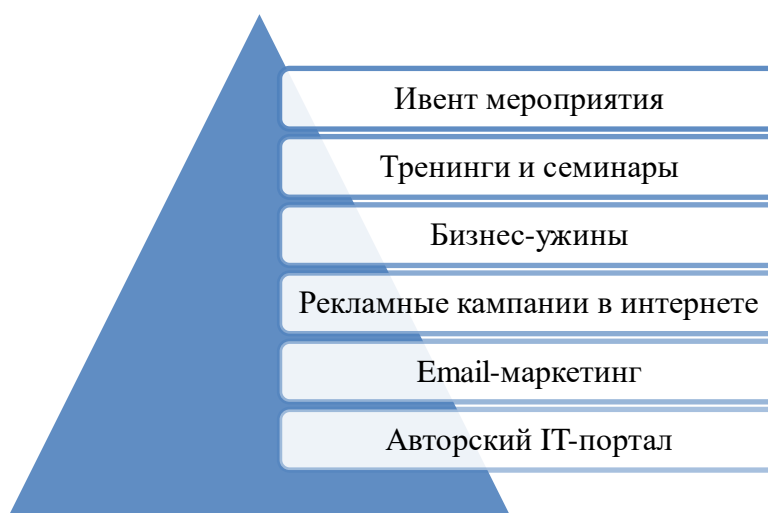 Ивент мероприятия
Тренинги и семинары
Бизнес-ужины
Рекламные кампании в интернете
Email-маркетинг
Авторский IT-портал